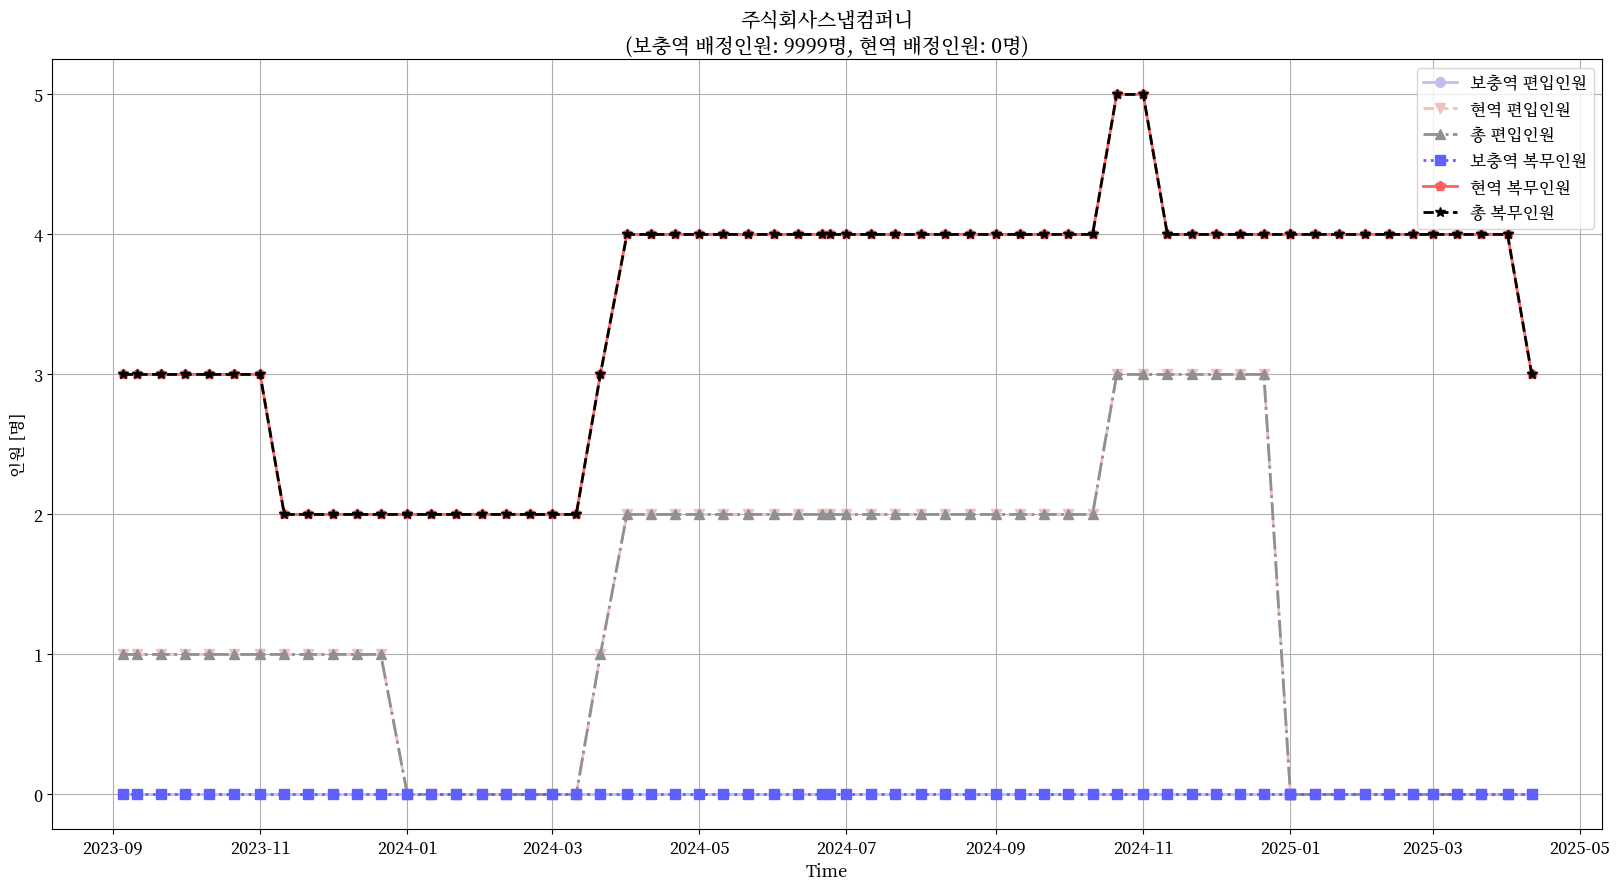 주식회사스냅컴퍼니
(보충역 배정인원: 9999명, 현역 배정인원: 0명)
보충역 편입인원
현역 편입인원
총 편입인원
보충역 복무인원
현역 복무인원
총 복무인원
인원 [명]
5
4
3
2
1
0
2023-09
2023-11
2024-01
2024-03
2024-05
2024-07
2024-09
2024-11
2025-01
2025-03
2025-05
Time